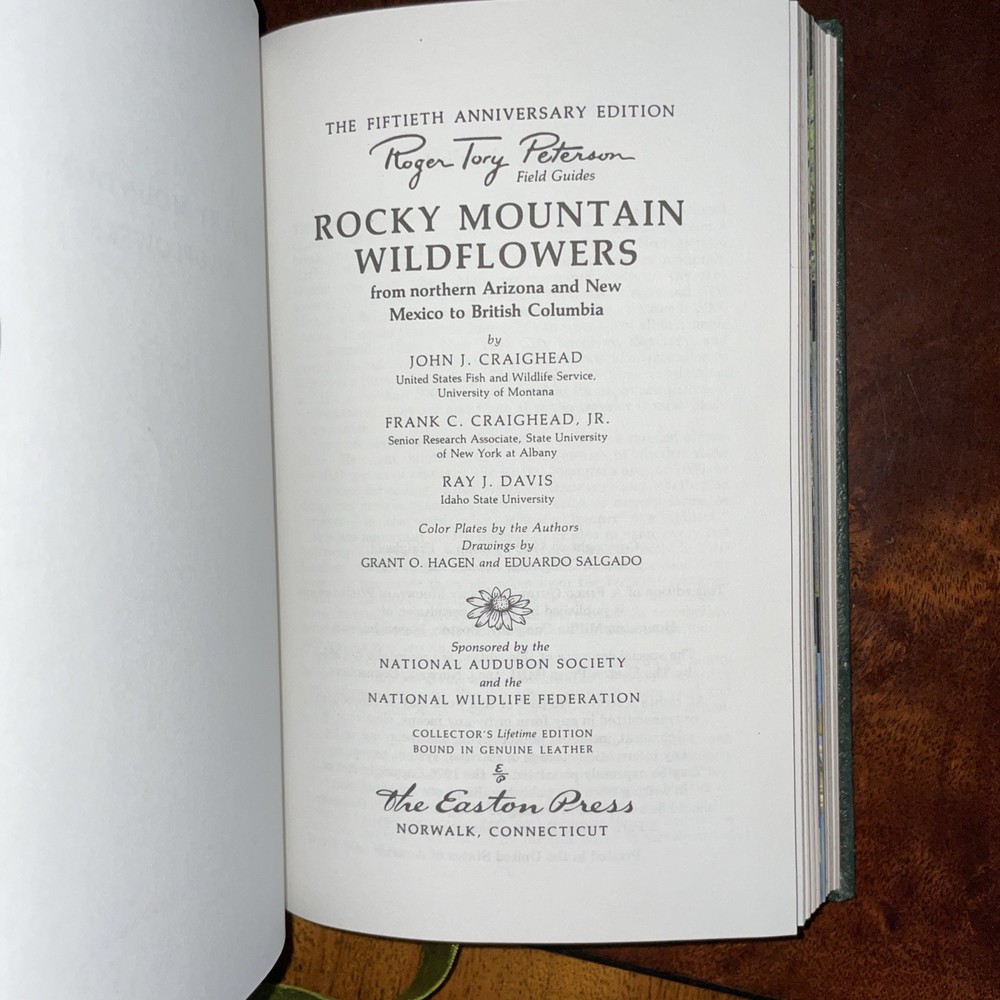 THE FIFTIETH ANNIVERSARY EDITION
Roger Tory Peterson
Field Guides
ROCKY MOUNTAIN
WILDFLOWERS
from northern Arizona and New
Mexico to British Columbia
by
JOHN J. CRAIGHEAD
United States Fish and Wildlife Service,
University of Montana
FRANK C. CRAIGHEAD, JR.
Senior Research Associate, State University
of New York at Albany
RAY J. DAVIS
Idaho State University
Color Plates by the Authors
Drawings by
GRANT O. HAGEN and EDUARDO SALGADO
Sponsored by the
NATIONAL AUDUBON SOCIETY
and the
NATIONAL WILDLIFE FEDERATION
COLLECTOR'S Lifetime EDITION
BOUND IN GENUINE LEATHER
E/P
The Easton Press
NORWALK, CONNECTICUT